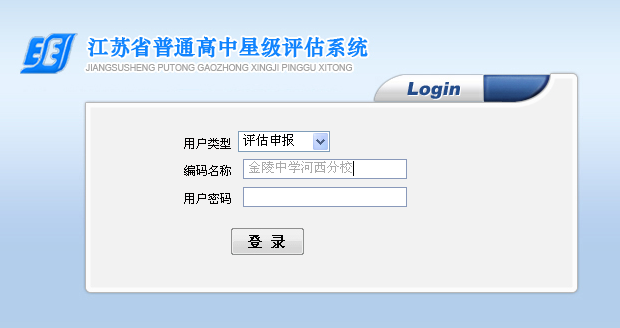 江苏省普通高中星级评估系统
JIANGSUSHENG PUTONG GAOZHONG XINGJI PINGGU XITONG
Login
用户类型 评估申报
编码名称 金陵中学河西分校
用户密码
登 录